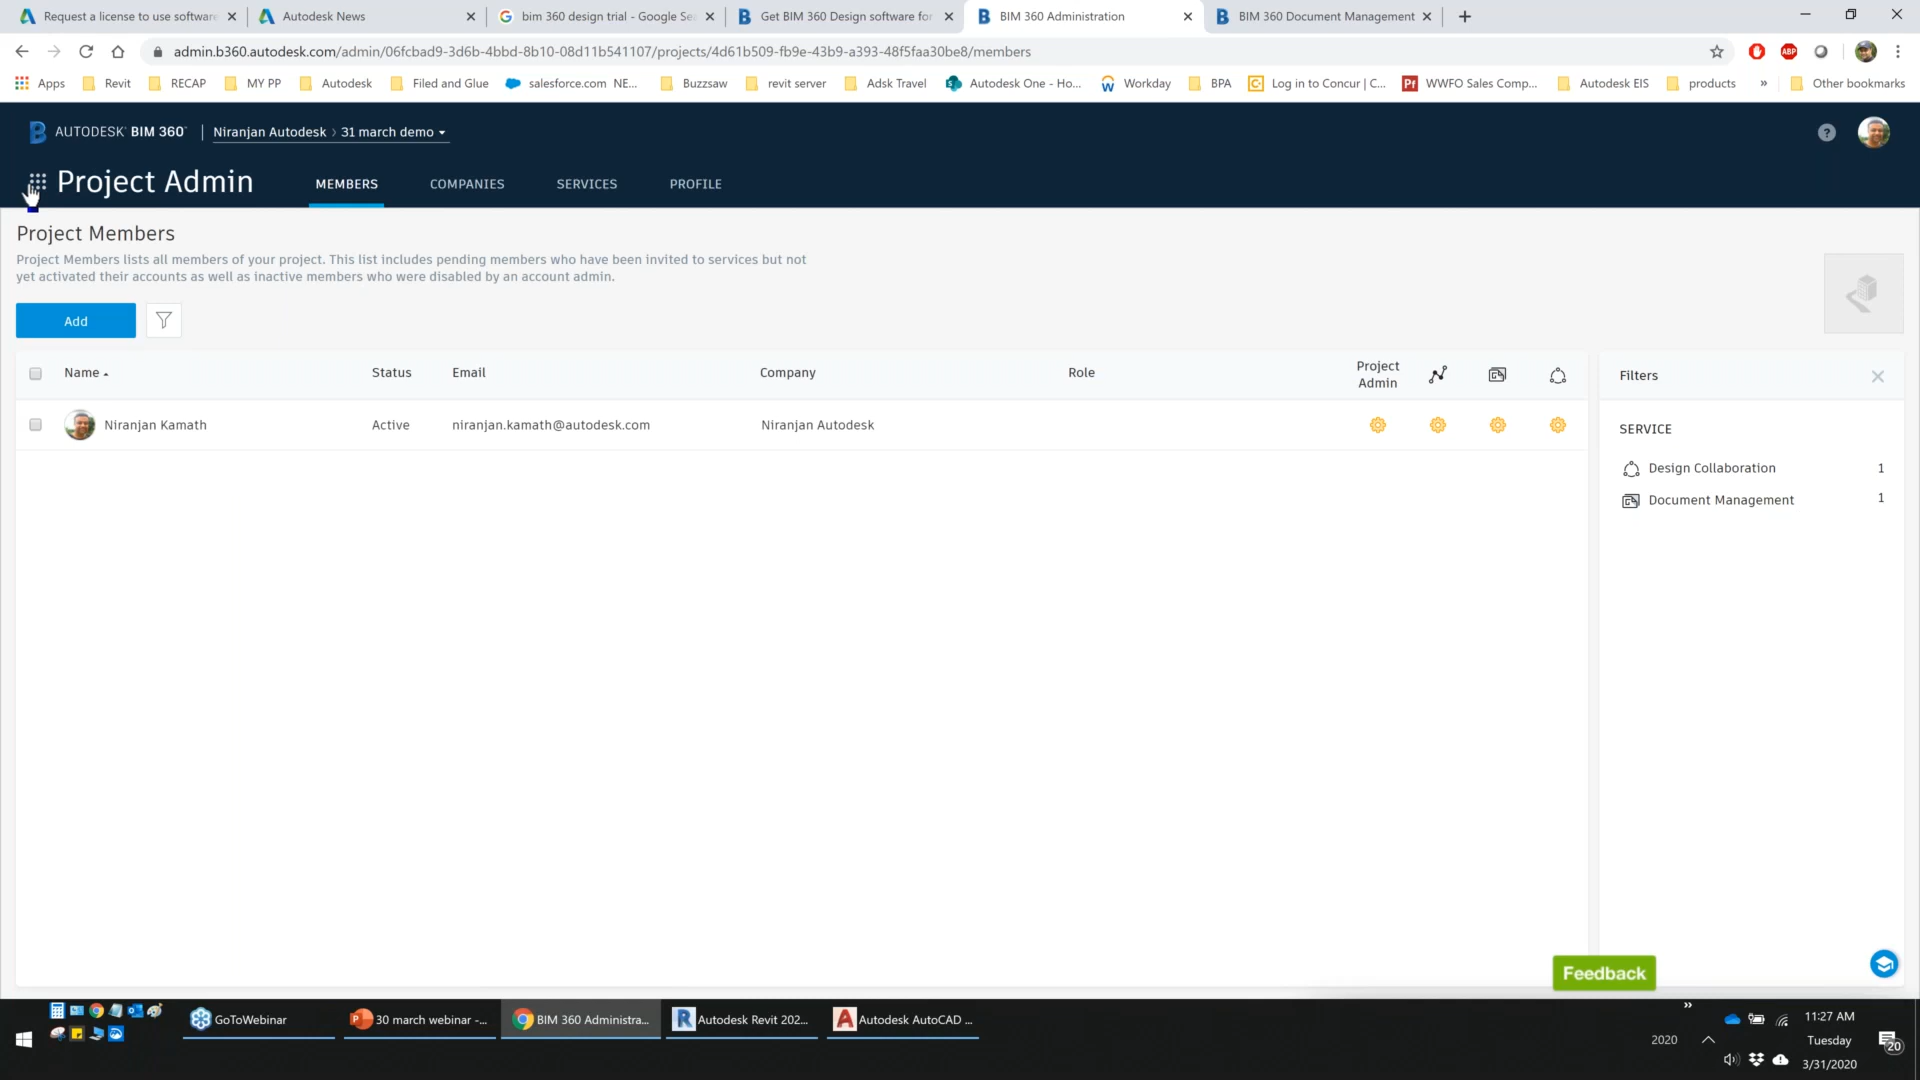 Request a license to use software
Autodesk News
bim 360 design trial - Google Se
Get BIM 360 Design software for
BIM 360 Administration
BIM 360 Document Management
admin.b360.autodesk.com/admin/06fcbad9-3d6b-4bbd-8b10-08d11b541107/projects/4d61b509-fb9e-43b9-a393-48f5faa30be8/members
ABP
Apps
Revit
RECAP
MY PP
Autodesk
Filed and Glue
salesforce.com NE...
Buzzsaw
revit server
Adsk Travel
Autodesk One - Ho...
Workday
BPA
Log in to Concur | C...
WWFO Sales Comp...
Autodesk EIS
products
»
Other bookmarks
AUTODESK BIM 360
Niranjan Autodesk > 31 march demo
Project Admin
MEMBERS
COMPANIES
SERVICES
PROFILE
Project Members
Project Members lists all members of your project. This list includes pending members who have been invited to services but not
yet activated their accounts as well as inactive members who were disabled by an account admin.
Add
Name
Status
Email
Company
Role
Project
Admin
Niranjan Kamath
Active
niranjan.kamath@autodesk.com
Niranjan Autodesk
Filters
SERVICE
Design Collaboration 1
Document Management 1
Feedback
GoToWebinar
30 march webinar -...
BIM 360 Administra...
Autodesk Revit 202...
Autodesk AutoCAD ...
»
2020
11:27 AM
Tuesday
3/31/2020
20